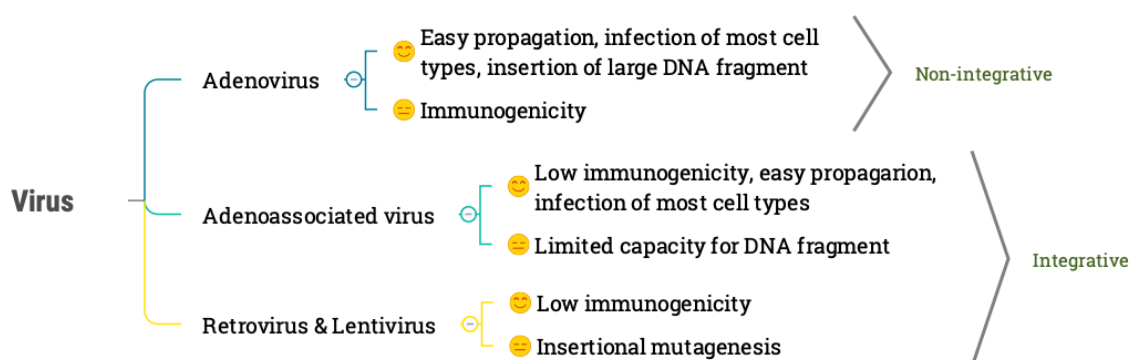 Virus
Adenovirus
Easy propagation, infection of most cell
types, insertion of large DNA fragment
Immunogenicity
Non-integrative
Adenoassociated virus
Low immunogenicity, easy propagarion,
infection of most cell types
Limited capacity for DNA fragment
Retrovirus & Lentivirus
Low immunogenicity
Insertional mutagenesis
Integrative